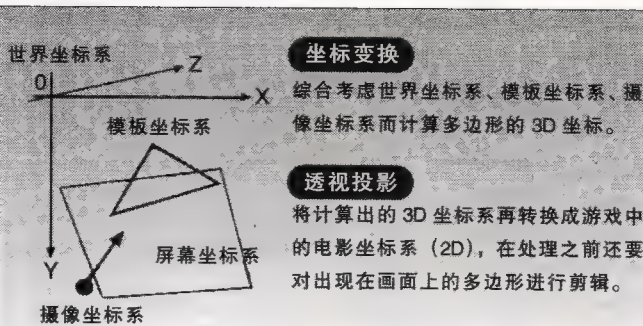 世界坐标系
0
Z
X
模板坐标系
屏幕坐标系
Y
摄像坐标系
坐标变换
综合考虑世界坐标系、模板坐标系、摄
像坐标系而计算多边形的 3D 坐标。
透视投影
将计算出的 3D 坐标系再转换成游戏中
的电影坐标系（2D），在处理之前还要
对出现在画面上的多边形进行剪辑。